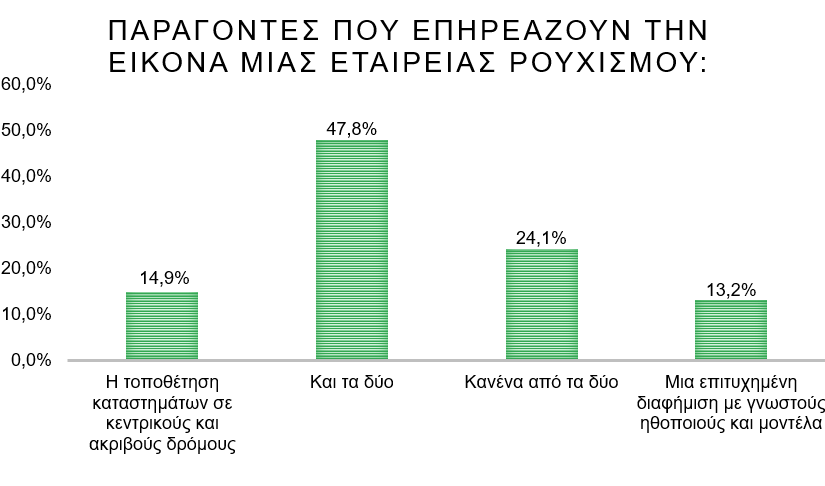 ΠΑΡΑΓΟΝΤΕΣ ΠΟΥ ΕΠΗΡΕΑΖΟΥΝ ΤΗΝ
ΕΙΚΟΝΑ ΜΙΑΣ ΕΤΑΙΡΕΙΑΣ ΡΟΥΧΙΣΜΟΥ:
60,0%
50,0%
40,0%
30,0%
20,0%
10,0%
0,0%
14,9%
47,8%
24,1%
13,2%
Η τοποθέτηση
καταστημάτων σε
κεντρικούς και
ακριβούς δρόμους
Και τα δύο
Κανένα από τα δύο
Μια επιτυχημένη
διαφήμιση με γνωστούς
ηθοποιούς και μοντέλα